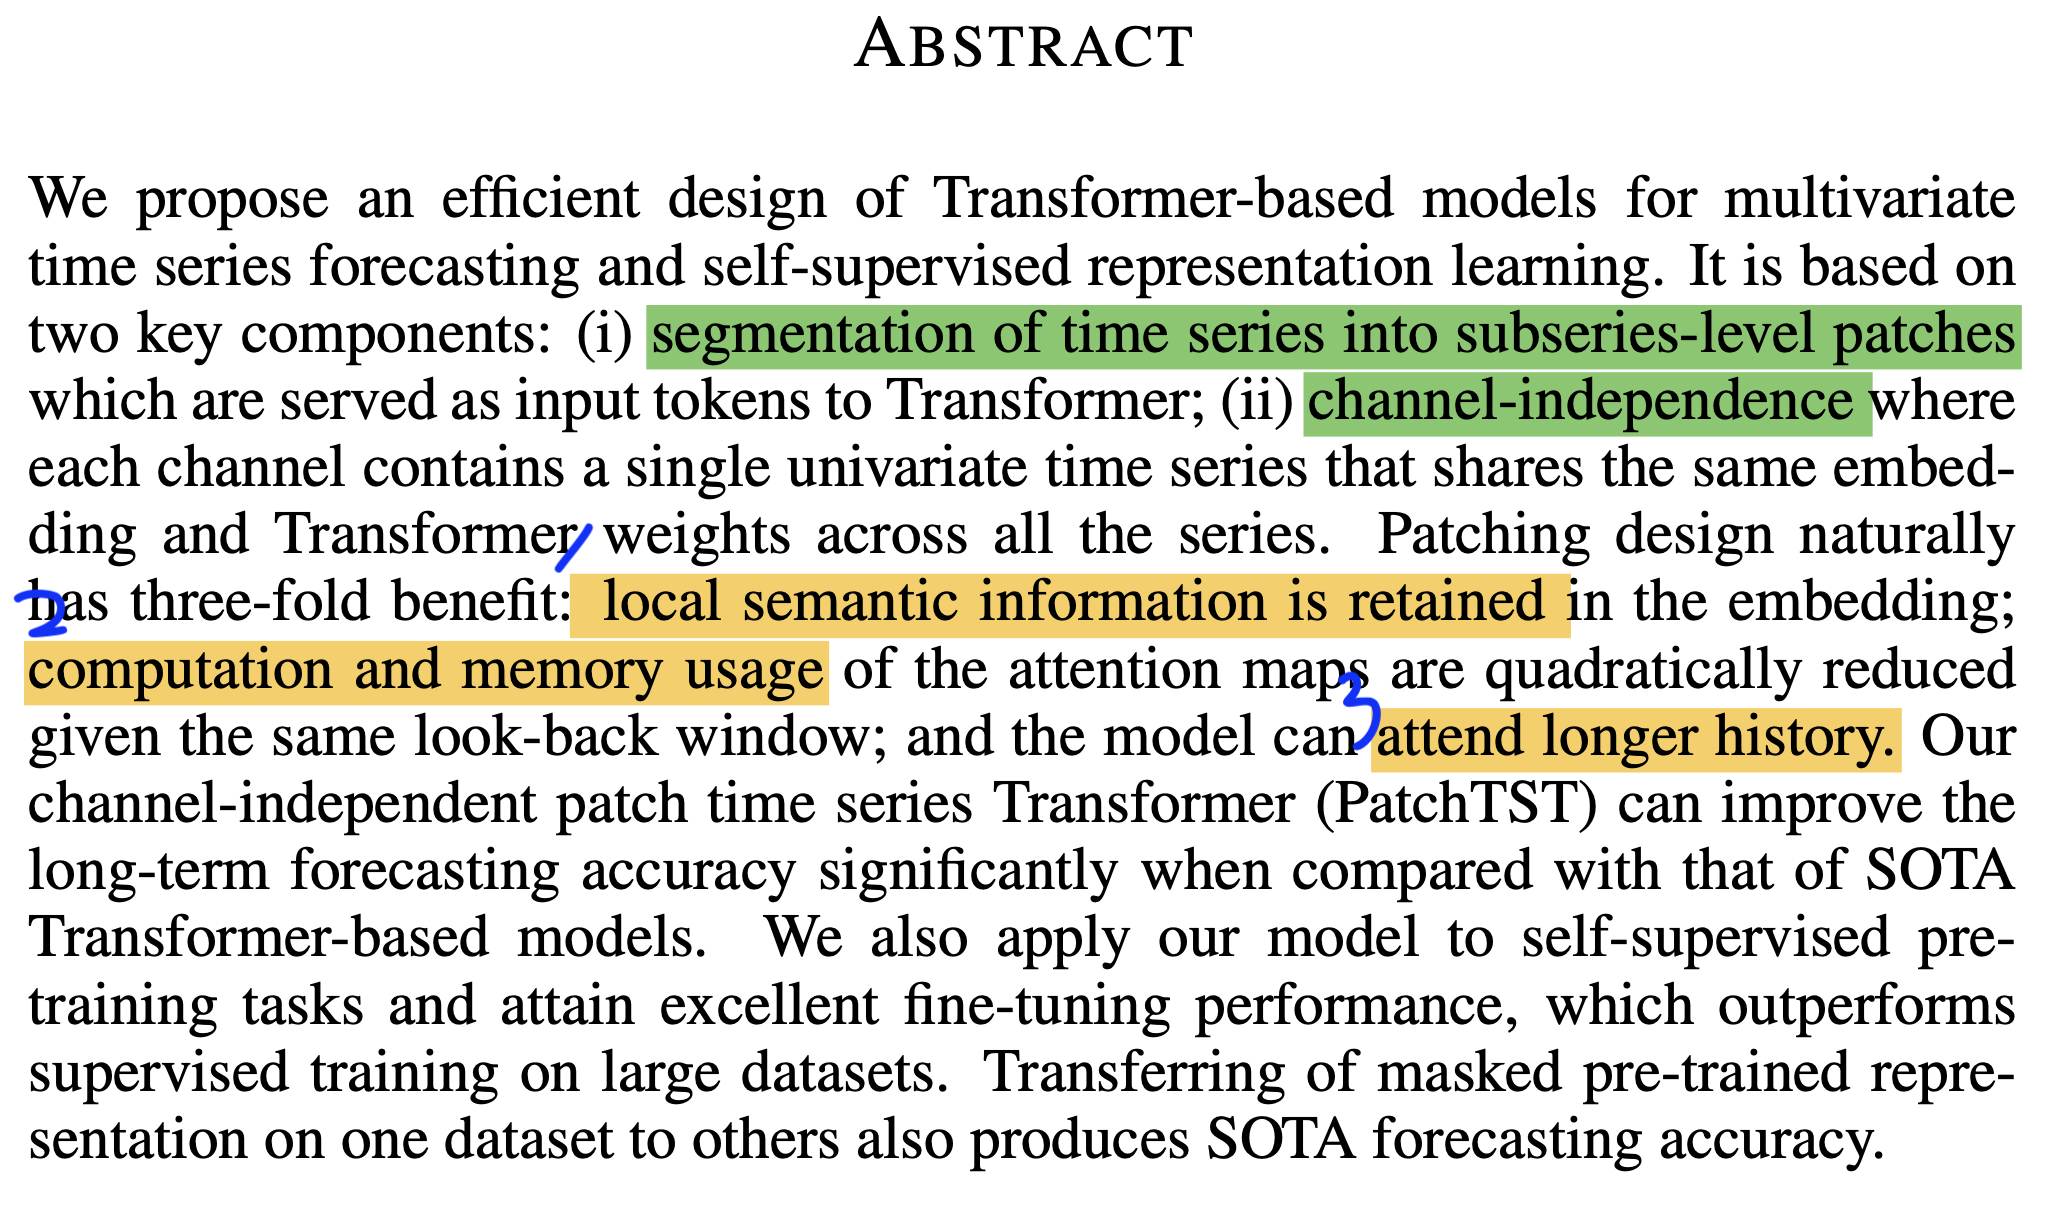 ABSTRACT
We propose an efficient design of Transformer-based models for multivariate
time series forecasting and self-supervised representation learning. It is based on
two key components: (i) segmentation of time series into subseries-level patches
which are served as input tokens to Transformer; (ii) channel-independence where
each channel contains a single univariate time series that shares the same embed-
ding and Transformer weights across all the series. Patching design naturally
1
has three-fold benefit: local semantic information is retained in the embedding;
2
computation and memory usage of the attention maps are quadratically reduced
3
given the same look-back window; and the model can attend longer history. Our
channel-independent patch time series Transformer (PatchTST) can improve the
long-term forecasting accuracy significantly when compared with that of SOTA
Transformer-based models. We also apply our model to self-supervised pre-
training tasks and attain excellent fine-tuning performance, which outperforms
supervised training on large datasets. Transferring of masked pre-trained repre-
sentation on one dataset to others also produces SOTA forecasting accuracy.